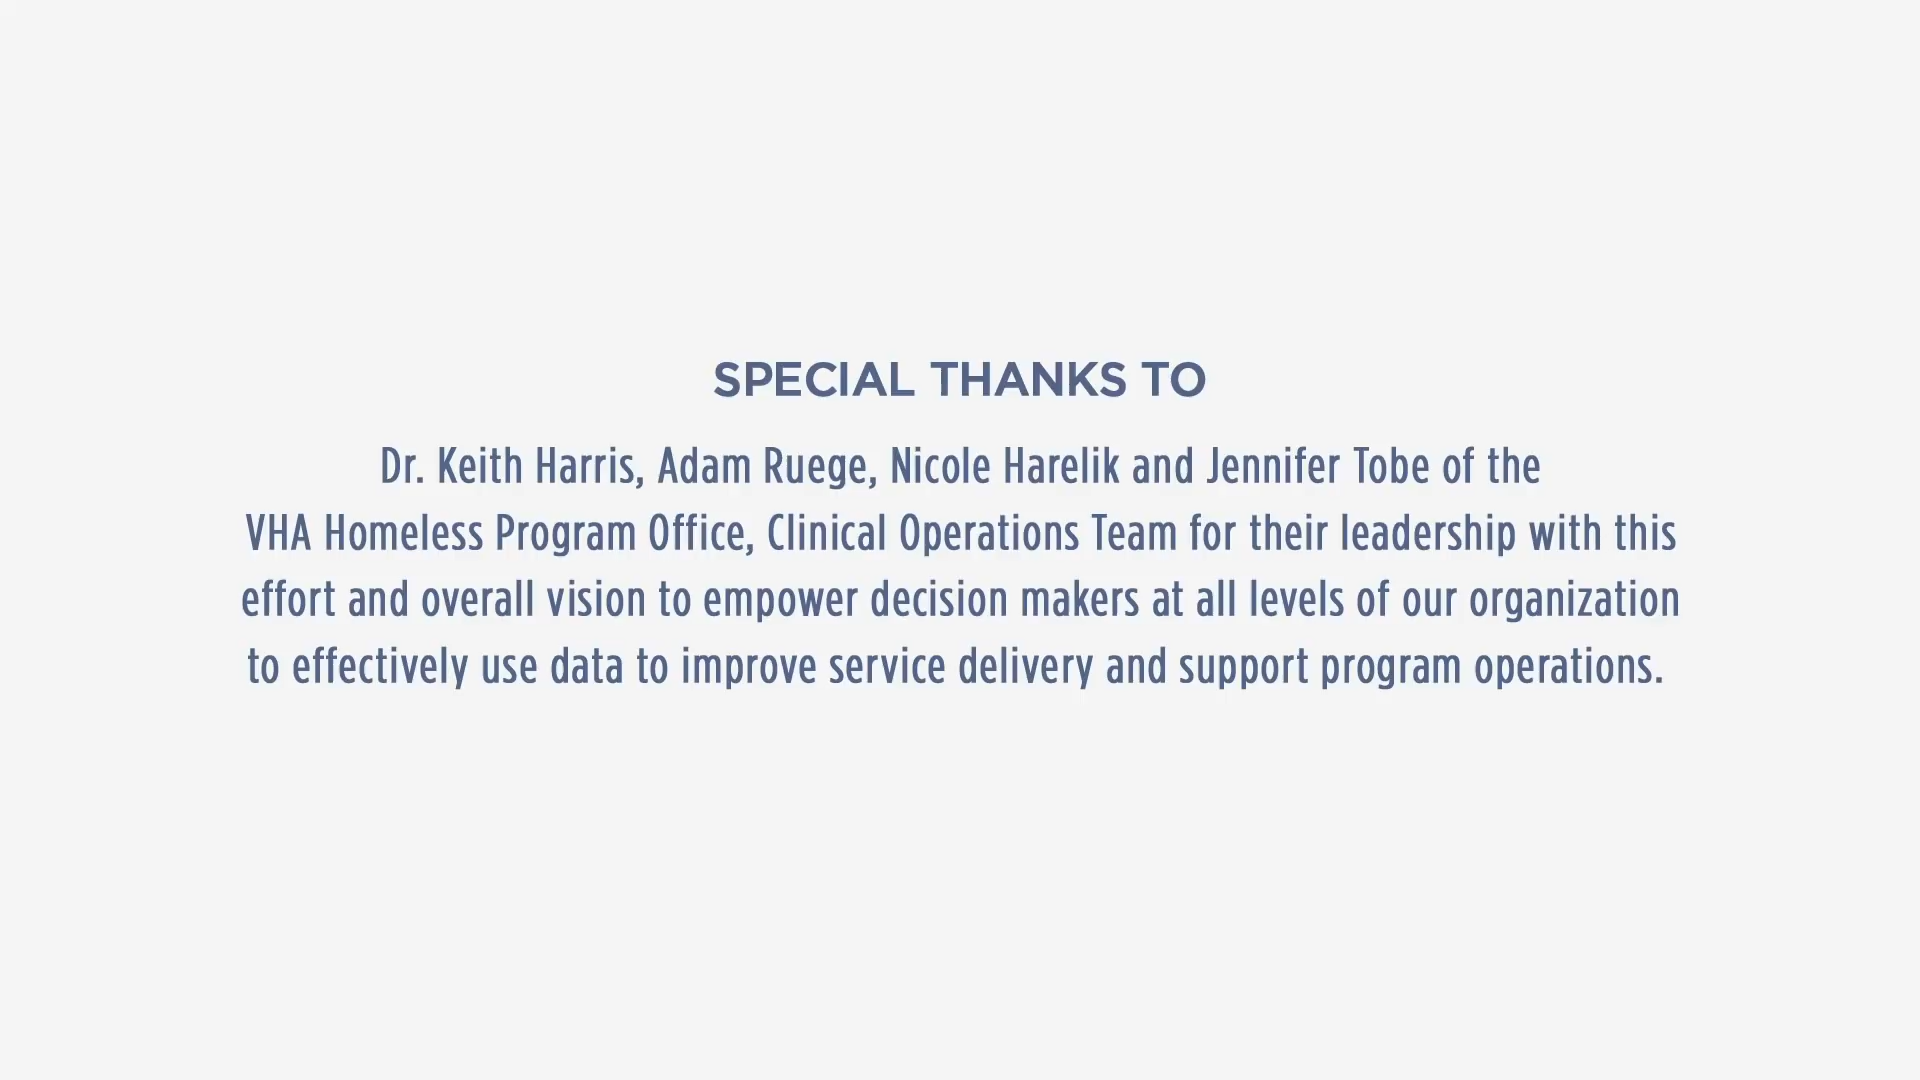 SPECIAL THANKS TO
Dr. Keith Harris, Adam Ruege, Nicole Harelik and Jennifer Tobe of the
VHA Homeless Program Office, Clinical Operations Team for their leadership with this
effort and overall vision to empower decision makers at all levels of our organization
to effectively use data to improve service delivery and support program operations.